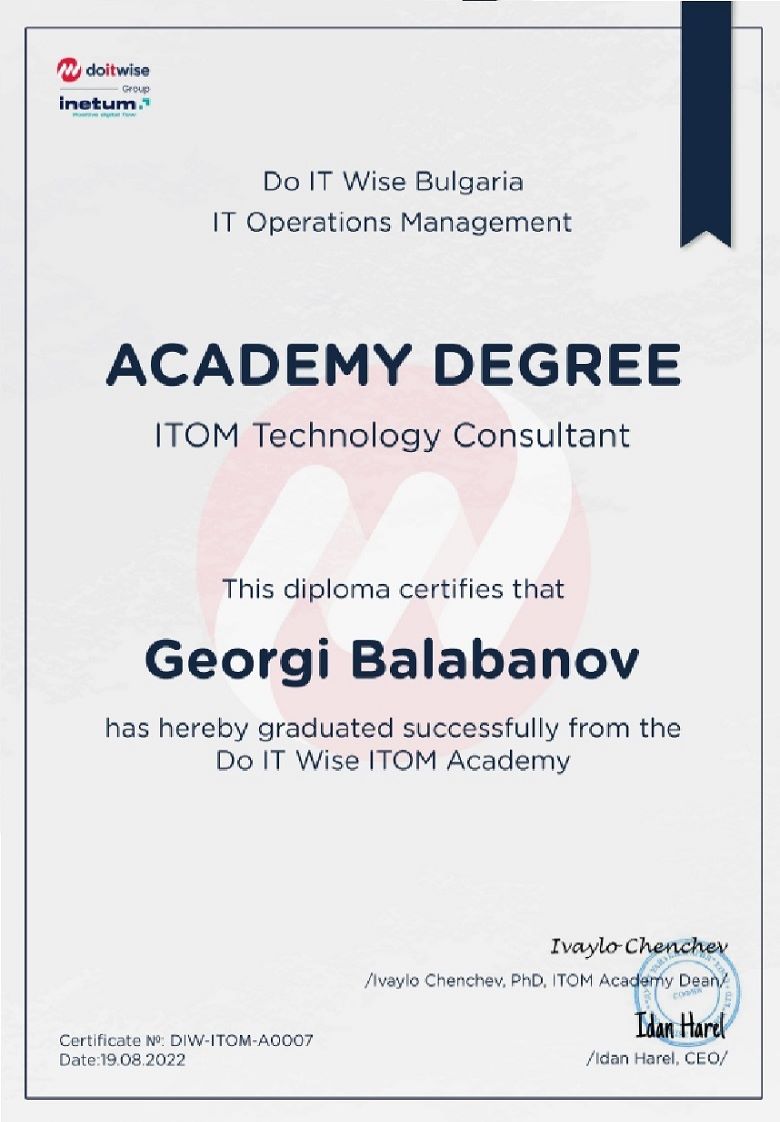 doitwise
Group
inetum.
Positive digital flow
Do IT Wise Bulgaria
IT Operations Management
ACADEMY DEGREE
ITOM Technology Consultant
This diploma certifies that
Georgi Balabanov
has hereby graduated successfully from the
Do IT Wise ITOM Academy
Ivaylo Chenchev
/Ivaylo Chenchev, PhD, ITOM Academy Dean/
СОФИЯ
Idan Harel
/Idan Harel, CEO/
Certificate №: DIW-ITOM-A0007
Date:19.08.2022